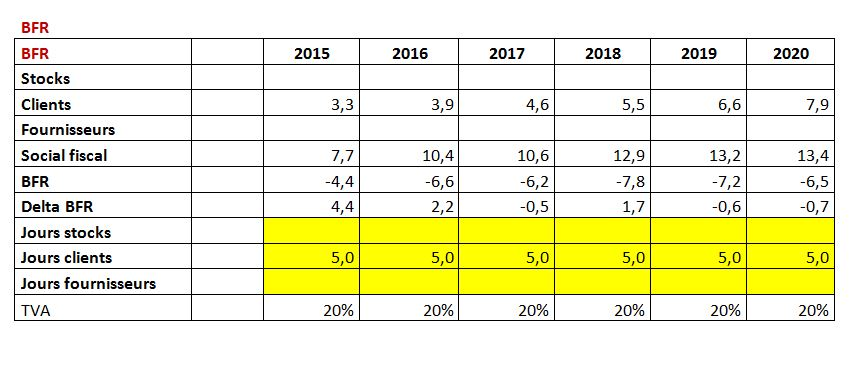 BFR
BFR 2015 2016 2017 2018 2019 2020
Stocks
Clients 3,3 3,9 4,6 5,5 6,6 7,9
Fournisseurs
Social fiscal 7,7 10,4 10,6 12,9 13,2 13,4
BFR -4,4 -6,6 -6,2 -7,8 -7,2 -6,5
Delta BFR 4,4 2,2 -0,5 1,7 -0,6 -0,7
Jours stocks
Jours clients 5,0 5,0 5,0 5,0 5,0 5,0
Jours fournisseurs
TVA 20% 20% 20% 20% 20% 20%